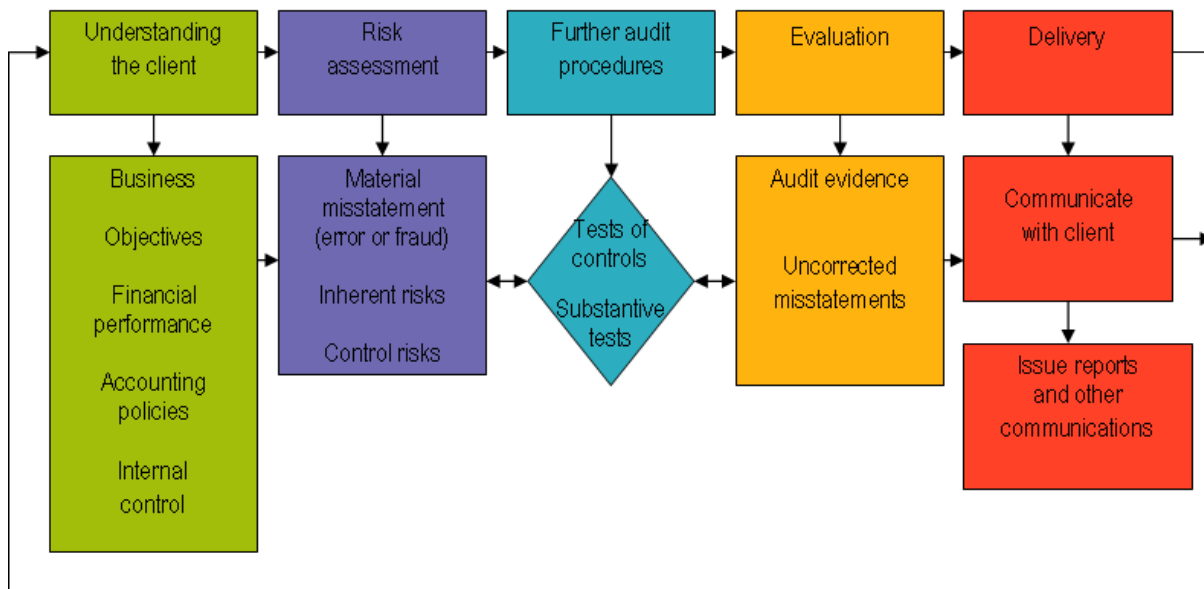 Understanding
the client
Risk
assessment
Further audit
procedures
Evaluation
Delivery
Business
Objectives
Financial
performance
Accounting
policies
Internal
control
Material
misstatement
(error or fraud)
Inherent risks
Control risks
Tests of
controls
Substantive
tests
Audit evidence
Uncorrected
misstatements
Communicate
with client
Issue reports
and other
communications